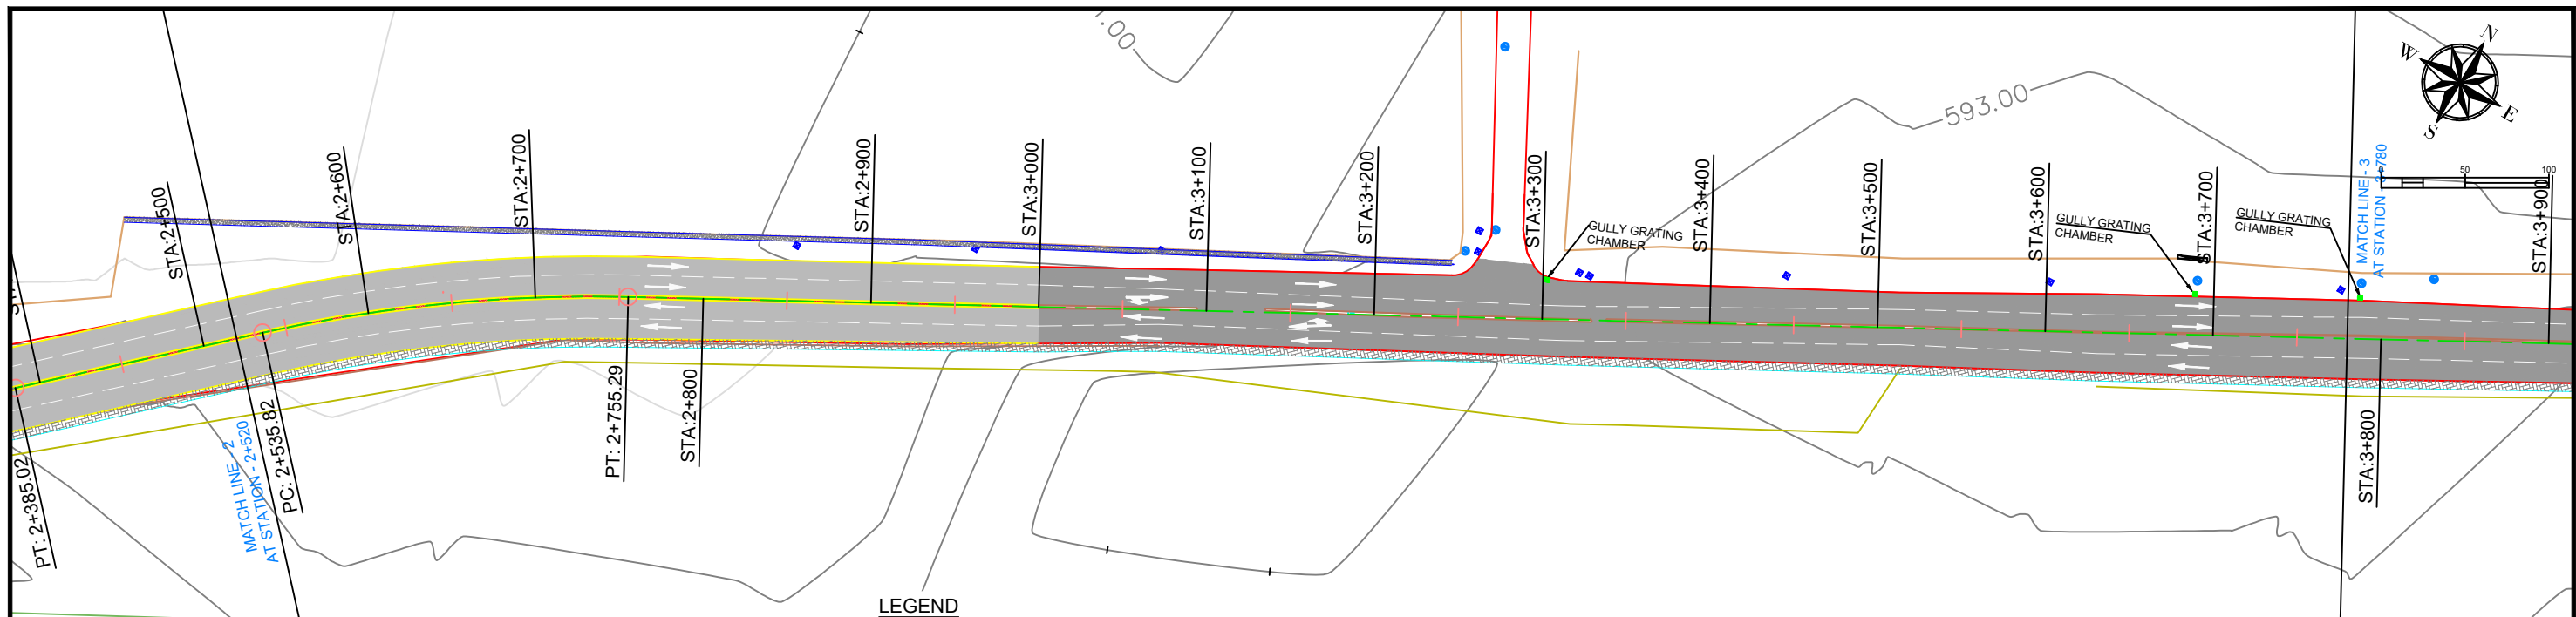 593.00
N
W
E
S
50
100
STA:2+500
STA:2+600
STA:2+700
STA:2+900
STA:3+000
STA:3+100
STA:3+200
STA:3+300
STA:3+400
STA:3+500
STA:3+600
STA:3+700
STA:3+900
GULLY GRATING
CHAMBER
GULLY GRATING
CHAMBER
GULLY GRATING
CHAMBER
MATCH LINE - 3
AT STATION - 3+780
PT: 2+385.02
MATCH LINE - 2
AT STATION - 2+520
PC: 2+535.82
PT: 2+755.29
STA:2+800
STA:3+800
LEGEND